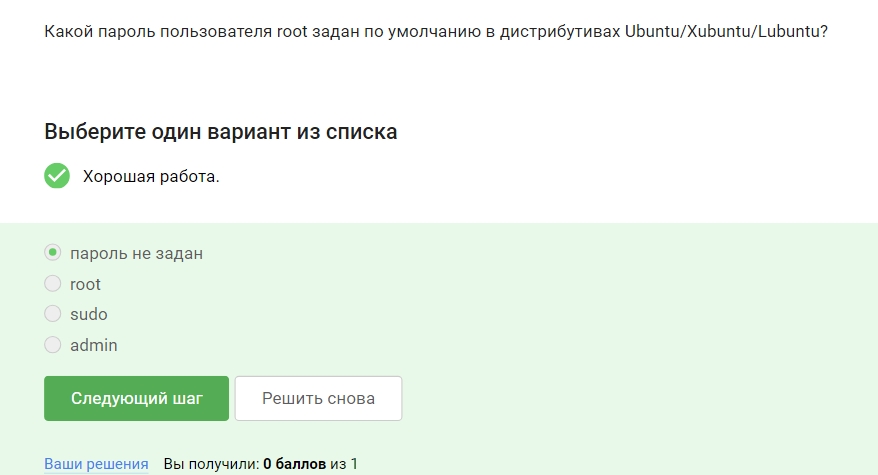 Какой пароль пользователя root задан по умолчанию в дистрибутивах Ubuntu/Xubuntu/Lubuntu?
Выберите один вариант из списка
Хорошая работа.
пароль не задан
root
sudo
admin
Следующий шаг Решить снова
Ваши решения Вы получили: 0 баллов из 1